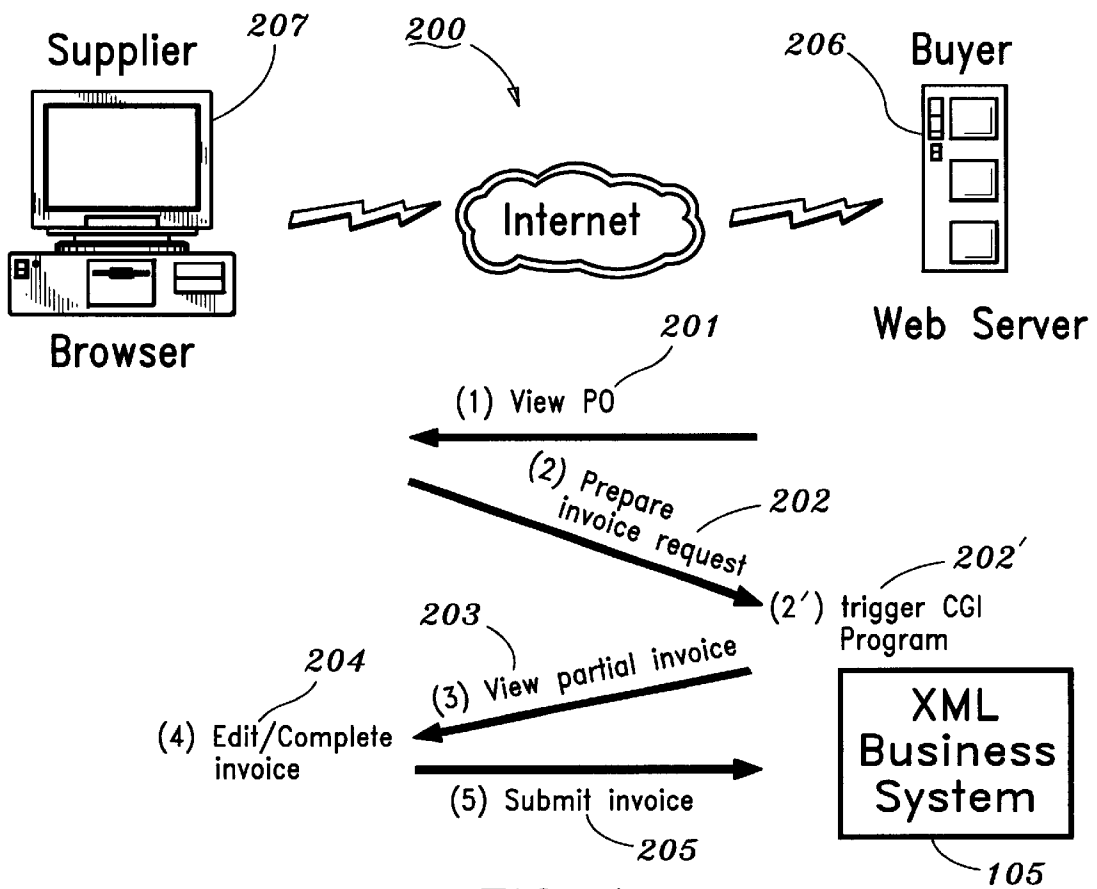 Supplier
207
200
206
Buyer
Internet
Browser
Web Server
201
(1) View PO
(2) Prepare
invoice request
202
202'
(2') trigger CGI
Program
203
(3) View partial invoice
204
(4) Edit/Complete
invoice
(5) Submit invoice
205
XML
Business
System
105